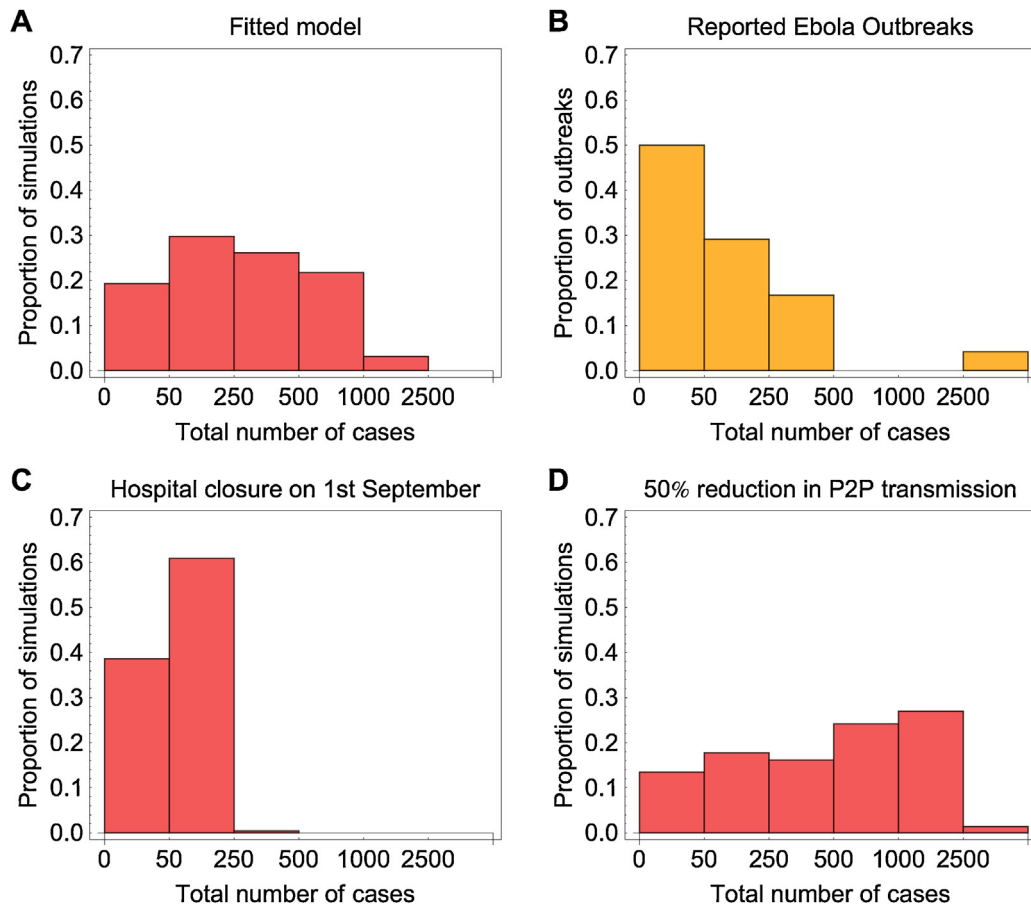 A
Fitted model
Proportion of simulations
0.7
0.6
0.5
0.4
0.3
0.2
0.1
0.0
0 50 250 500 1000 2500
Total number of cases
B
Reported Ebola Outbreaks
Proportion of outbreaks
0.7
0.6
0.5
0.4
0.3
0.2
0.1
0.0
0 50 250 500 1000 2500
Total number of cases
C
Hospital closure on 1st September
Proportion of simulations
0.7
0.6
0.5
0.4
0.3
0.2
0.1
0.0
0 50 250 500 1000 2500
Total number of cases
D
50% reduction in P2P transmission
Proportion of simulations
0.7
0.6
0.5
0.4
0.3
0.2
0.1
0.0
0 50 250 500 1000 2500
Total number of cases